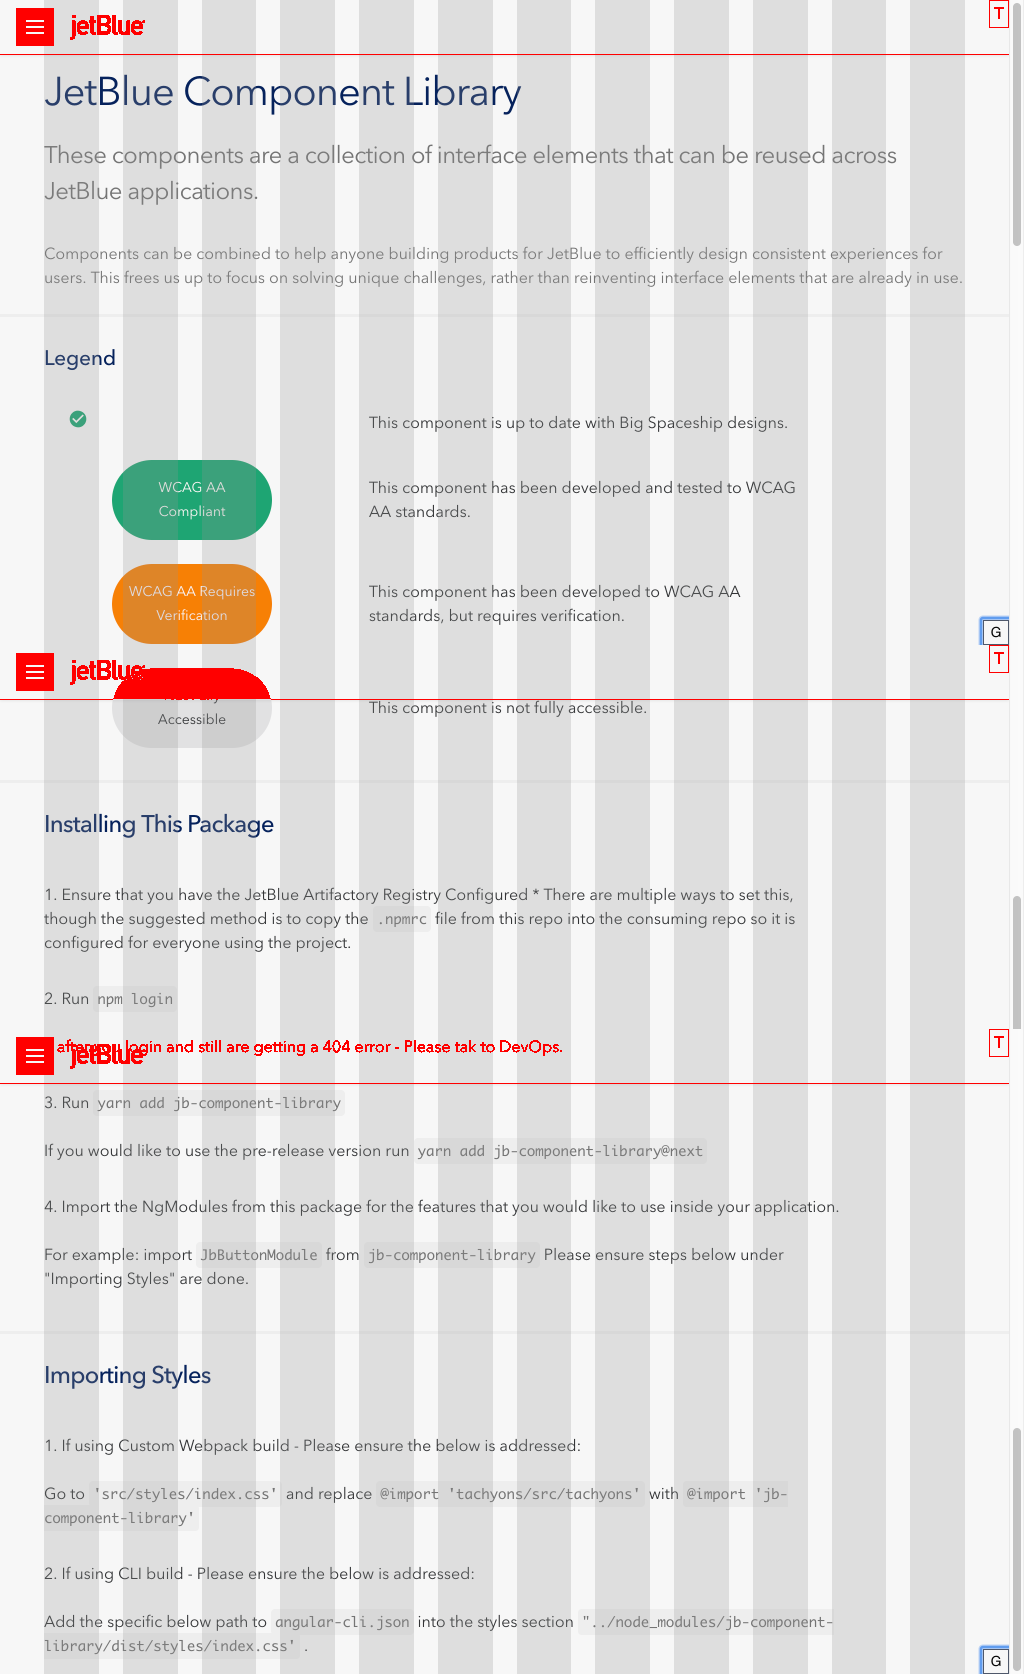 jetBlue
T
JetBlue Component Library
These components are a collection of interface elements that can be reused across
JetBlue applications.
Components can be combined to help anyone building products for JetBlue to efficiently design consistent experiences for
users. This frees us up to focus on solving unique challenges, rather than reinventing interface elements that are already in use.
Legend
This component is up to date with Big Spaceship designs.
WCAG AA
Compliant
This component has been developed and tested to WCAG
AA standards.
WCAG AA Requires
Verification
This component has been developed to WCAG AA
standards, but requires verification.
G
jetBlue
T
Accessible
This component is not fully accessible.
Installing This Package
1. Ensure that you have the JetBlue Artifactory Registry Configured * There are multiple ways to set this,
though the suggested method is to copy the .npmrc file from this repo into the consuming repo so it is
configured for everyone using the project.
2. Run npm login
login and still are getting a 404 error - Please tak to DevOps.
jetBlue
T
3. Run yarn add jb-component-library
If you would like to use the pre-release version run yarn add jb-component-library@next
4. Import the NgModules from this package for the features that you would like to use inside your application.
For example: import JbButtonModule from jb-component-library Please ensure steps below under
"Importing Styles" are done.
Importing Styles
1. If using Custom Webpack build - Please ensure the below is addressed:
Go to 'src/styles/index.css' and replace @import 'tachyons/src/tachyons' with @import 'jb-
component-library'
2. If using CLI build - Please ensure the below is addressed:
Add the specific below path to angular-cli.json into the styles section "../node_modules/jb-component-
library/dist/styles/index.css' .
G